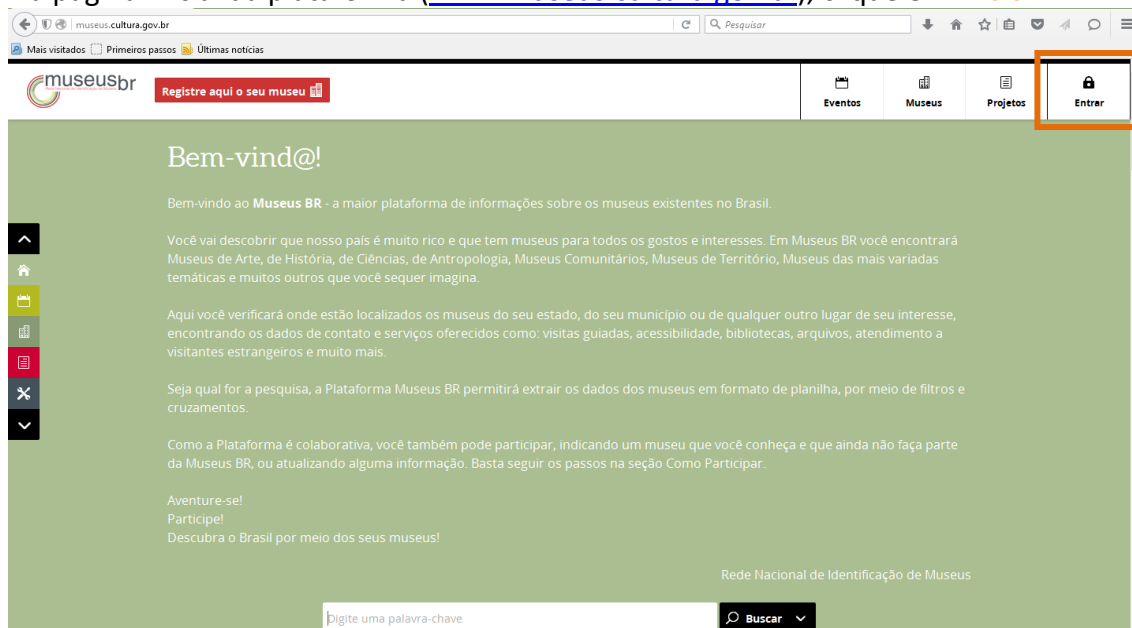 museus.cultura.gov.br
Pesquisar
Mais visitados Primeiros passos Últimas notícias
museusbr
Registre aqui o seu museu
Eventos Museus Projetos Entrar
Bem-vind@!
Bem-vindo ao Museus BR - a maior plataforma de informações sobre os museus existentes no Brasil.
Você vai descobrir que nosso país é muito rico e que tem museus para todos os gostos e interesses. Em Museus BR você encontrará
Museus de Arte, de História, de Ciências, de Antropologia, Museus Comunitários, Museus de Território, Museus das mais variadas
temáticas e muitos outros que você sequer imagina.
Aqui você verificará onde estão localizados os museus do seu estado, do seu município ou de qualquer outro lugar de seu interesse,
encontrando os dados de contato e serviços oferecidos como: visitas guiadas, acessibilidade, bibliotecas, arquivos, atendimento a
visitantes estrangeiros e muito mais.
Seja qual for a pesquisa, a Plataforma Museus BR permitirá extrair os dados dos museus em formato de planilha, por meio de filtros e
cruzamentos.
Como a Plataforma é colaborativa, você também pode participar, indicando um museu que você conheça e que ainda não faça parte
da Museus BR, ou atualizando alguma informação. Basta seguir os passos na seção Como Participar.
Aventure-se!
Participe!
Descubra o Brasil por meio dos seus museus!
Rede Nacional de Identificação de Museus
Digite uma palavra-chave
Buscar